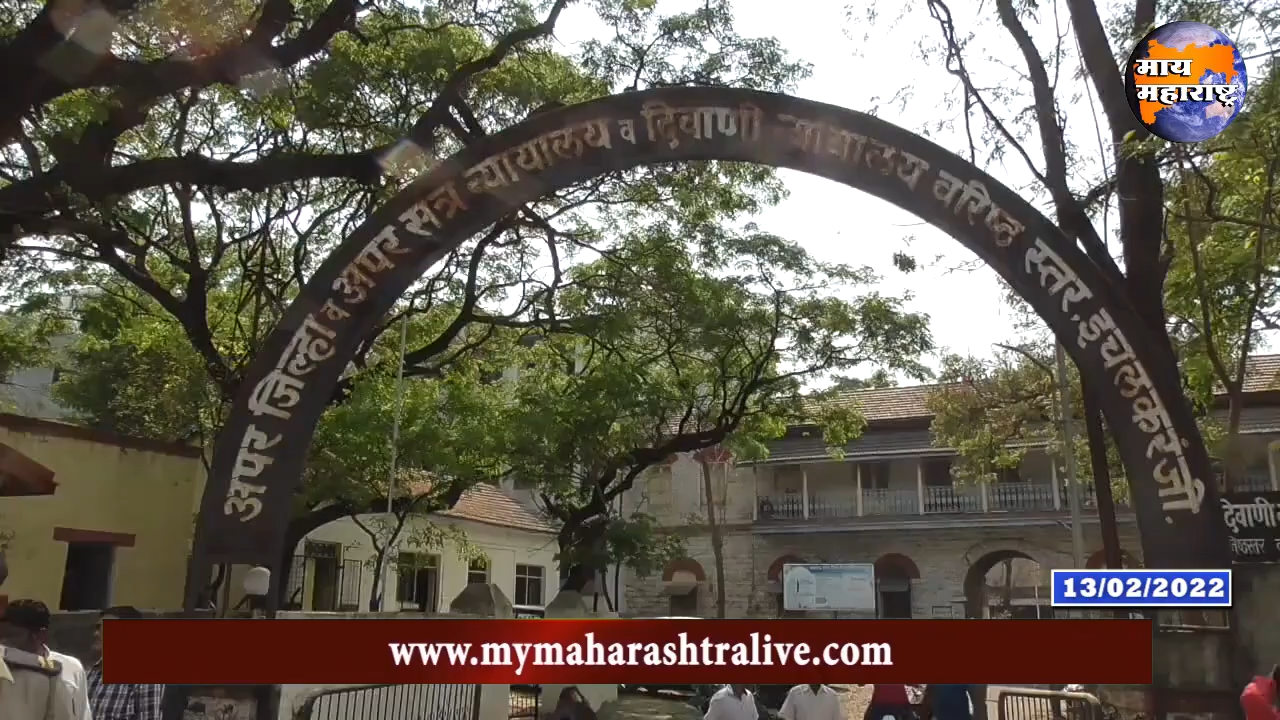 माय
महाराष्ट्र
अपर जिल्हा व अपर सत्र न्यायालय व दिवाणी न्यायालय वरिष्ठ स्तर, इचलकरंजी.
देवाणी
13/02/2022
www.mymaharashtralive.com